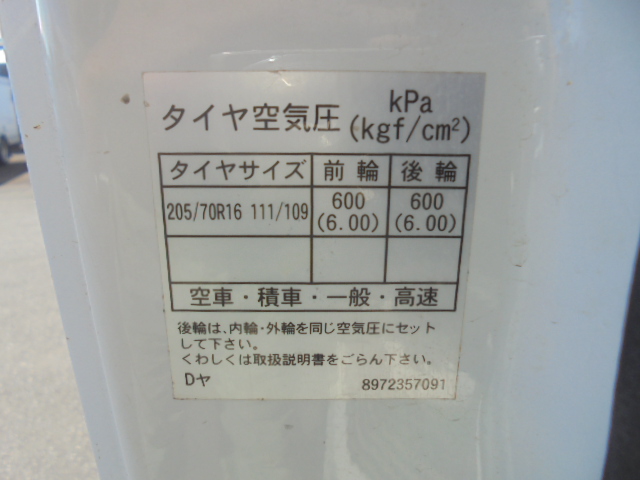 タイヤ空気圧 kPa
(kgf/cm²)
タイヤサイズ 前輪 後輪
205/70R16 111/109 600 (6.00) 600 (6.00)
空車・積車・一般・高速
後輪は、内輪・外輪を同じ空気圧にセット
して下さい。
くわしくは取扱説明書をごらん下さい。
Dヤ 8972357091